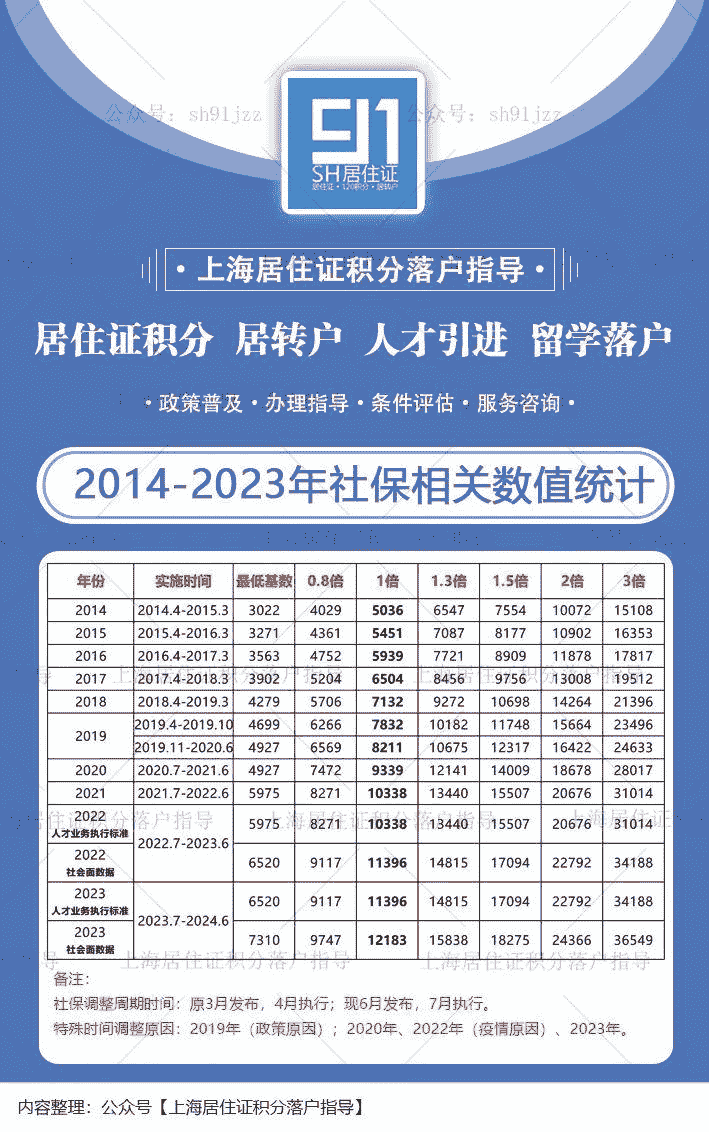 公众号：sh91jzz 公众号：sh91jzz
91
SH居住证
居住证·120积分·居转户
·上海居住证积分落户指导·
居住证积分 居转户 人才引进 留学落户
·政策普及·办理指导·条件评估·服务咨询·
2014-2023年社保相关数值统计
年份 实施时间 最低基数 0.8倍 1倍 1.3倍 1.5倍 2倍 3倍
2014 2014.4-2015.3 3022 4029 5036 6547 7554 10072 15108
2015 2015.4-2016.3 3271 4361 5451 7087 8177 10902 16353
2016 2016.4-2017.3 3563 4752 5939 7721 8909 11878 17817
2017 2017.4-2018.3 3902 5204 6504 8456 9756 13008 19512
2018 2018.4-2019.3 4279 5706 7132 9272 10698 14264 21396
2019 2019.4-2019.10 4699 6266 7832 10182 11748 15664 23496
2019.11-2020.6 4927 6569 8211 10675 12317 16422 24633
2020 2020.7-2021.6 4927 7472 9339 12141 14009 18678 28017
2021 2021.7-2022.6 5975 8271 10338 13440 15507 20676 31014
2022
人才业务执行标准 2022.7-2023.6 5975 8271 10338 13440 15507 20676 31014
2022
社会面数据 6520 9117 11396 14815 17094 22792 34188
2023
人才业务执行标准 2023.7-2024.6 6520 9117 11396 14815 17094 22792 34188
2023
社会面数据 7310 9747 12183 15838 18275 24366 36549
上海居住证积分落户指导 上海居住证积分落户指导
备注：
社保调整周期时间：原3月发布，4月执行；现6月发布，7月执行。
特殊时间调整原因：2019年（政策原因）；2020年、2022年（疫情原因）、2023年。
内容整理：公众号【上海居住证积分落户指导】